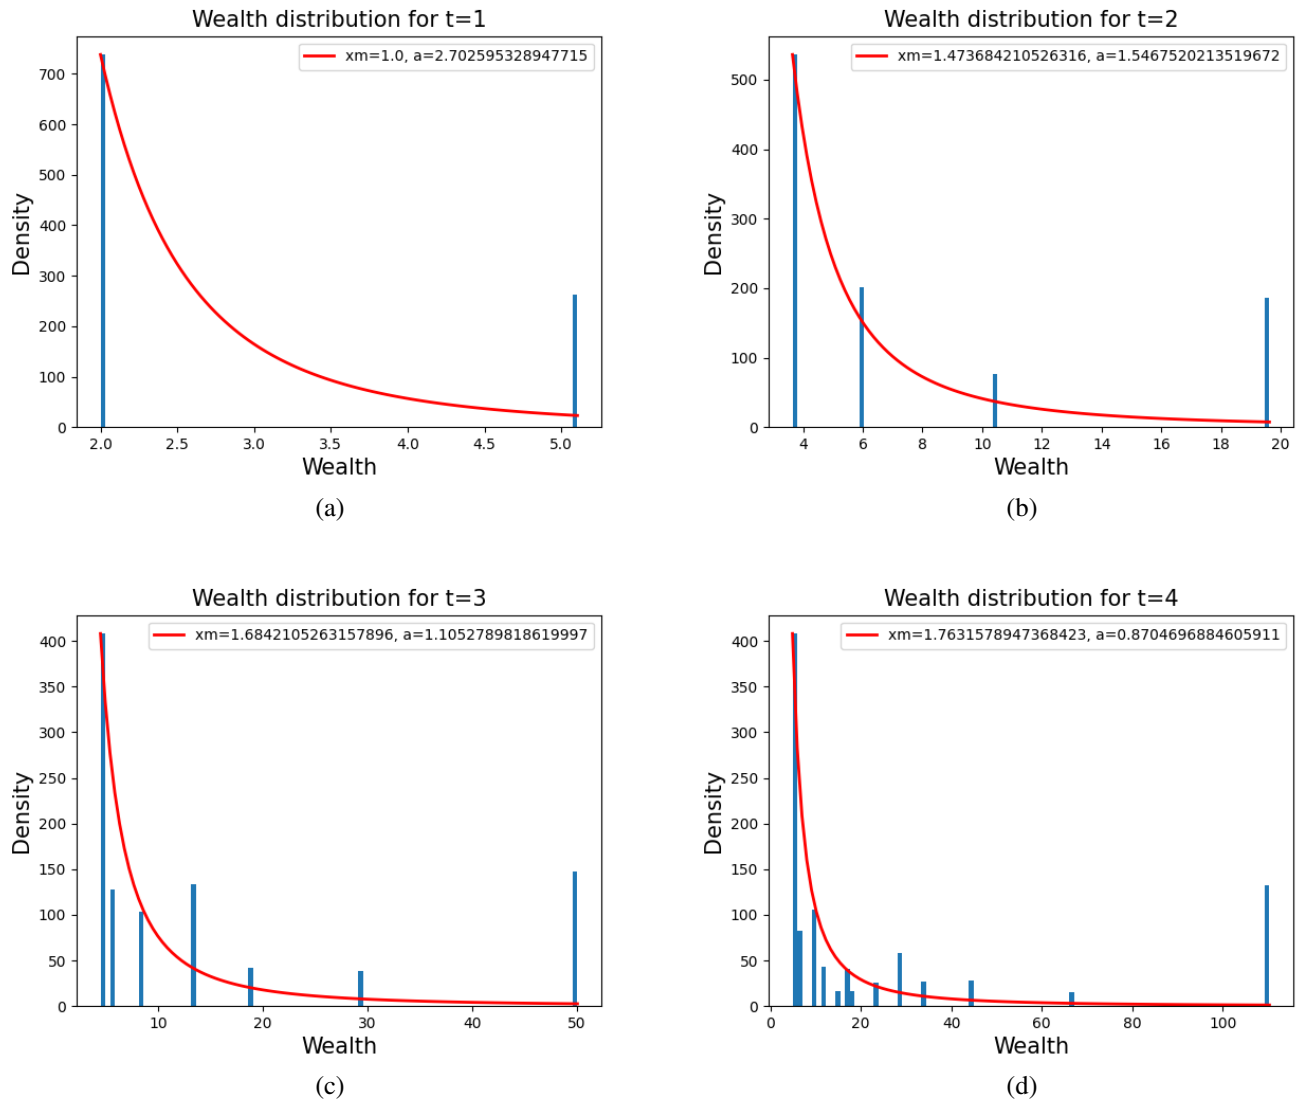 Wealth distribution for t=1
xm=1.0, a=2.702595328947715
700
600
500
400
300
200
100
0
Density
2.0 2.5 3.0 3.5 4.0 4.5 5.0
Wealth
(a)
Wealth distribution for t=2
xm=1.473684210526316, a=1.5467520213519672
500
400
300
200
100
0
Density
4 6 8 10 12 14 16 18 20
Wealth
(b)
Wealth distribution for t=3
xm=1.6842105263157896, a=1.1052789818619997
400
350
300
250
200
150
100
50
0
Density
10 20 30 40 50
Wealth
(c)
Wealth distribution for t=4
xm=1.7631578947368423, a=0.8704696884605911
400
350
300
250
200
150
100
50
0
Density
0 20 40 60 80 100
Wealth
(d)